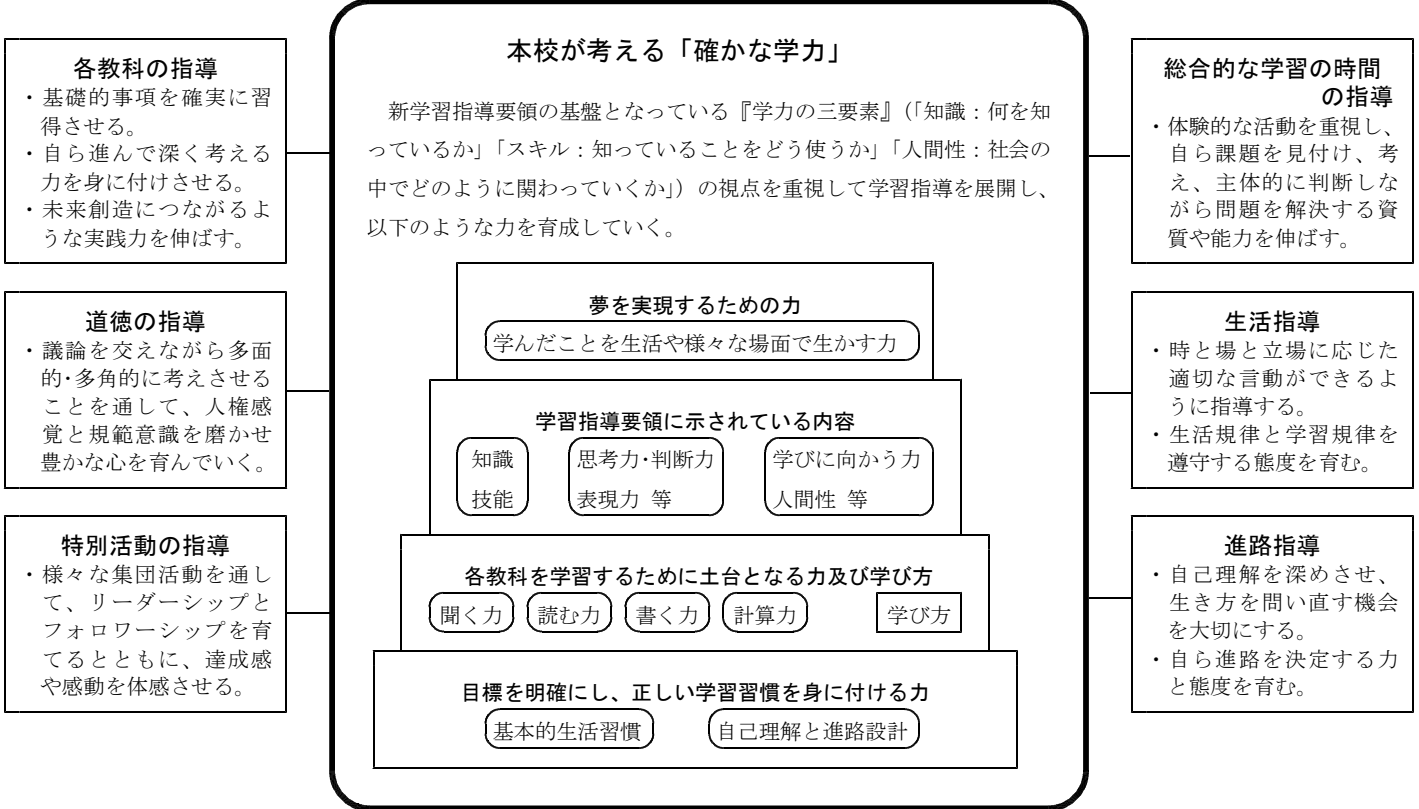 本校が考える「確かな学力」
新学習指導要領の基盤となっている『学力の三要素』(「知識:何を知
っているか」「スキル:知っていることをどう使うか」「人間性:社会の
中でどのように関わっていくか」)の視点を重視して学習指導を展開し、
以下のような力を育成していく。
夢を実現するための力
学んだことを生活や様々な場面で生かす力
学習指導要領に示されている内容
知識
技能
思考力・判断力
表現力 等
学びに向かう力
人間性 等
各教科を学習するために土台となる力及び学び方
聞く力 読む力 書く力 計算力 学び方
目標を明確にし、正しい学習習慣を身に付ける力
基本的生活習慣 自己理解と進路設計
各教科の指導
・基礎的事項を確実に習
得させる。
・自ら進んで深く考える
力を身に付けさせる。
・未来創造につながるよ
うな実践力を伸ばす。
道徳の指導
・議論を交えながら多面
的・多角的に考えさせる
ことを通して、人権感
覚と規範意識を磨かせ
豊かな心を育んでいく。
特別活動の指導
・様々な集団活動を通し
て、リーダーシップと
フォロワーシップを育
てるとともに、達成感
や感動を体感させる。
総合的な学習の時間
の指導
・体験的な活動を重視し、
自ら課題を見付け、考
え、主体的に判断しな
がら問題を解決する資
質や能力を伸ばす。
生活指導
・時と場と立場に応じた
適切な言動ができるよ
うに指導する。
・生活規律と学習規律を
遵守する態度を育む。
進路指導
・自己理解を深めさせ、
生き方を問い直す機会
を大切にする。
・自ら進路を決定する力
と態度を育む。